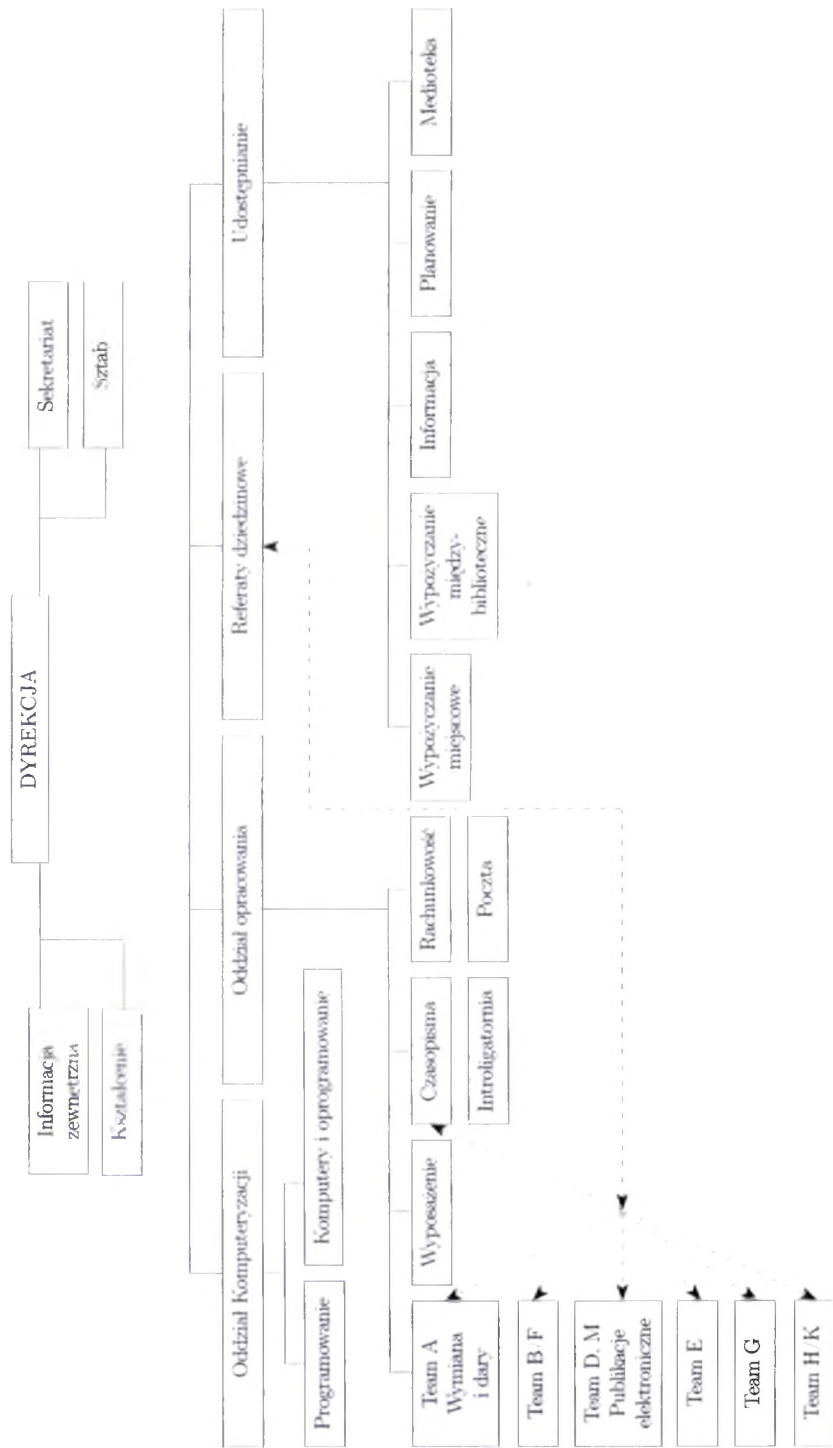 DYREKCJA
Informacja
zewnętrzna
Kształcenie
Sekretariat
Sztab
Oddział Komputeryzacji
Oddział opracowania
Referaty dziedzinowe
Udostępnianie
Programowanie
Komputery i oprogramowanie
Team A
Wymiana
i dary
Wyposażenie
Czasopisma
Rachunkowość
Wypożyczanie
miejscowe
Wypożyczanie
między-
biblioteczne
Informacja
Planowanie
Medioteka
Introligatornia
Poczta
Team B/F
Team D. M
Publikacje
elektroniczne
Team E
Team G
Team H/K